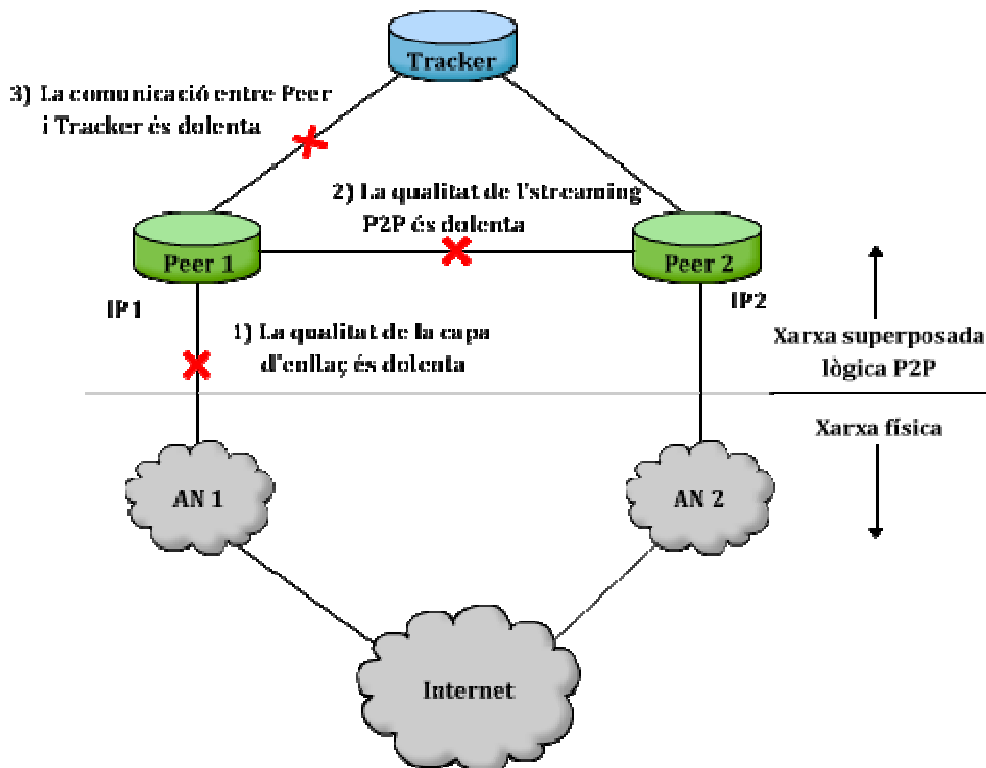 Tracker
3) La comunicació entre Peer
i Tracker és dolenta
2) La qualitat de l'streaming
P2P és dolenta
Peer 1
Peer 2
IP1
IP2
1) La qualitat de la capa
d'enllaç és dolenta
Xarxa superposada
lògica P2P
Xarxa física
AN 1
AN 2
Internet